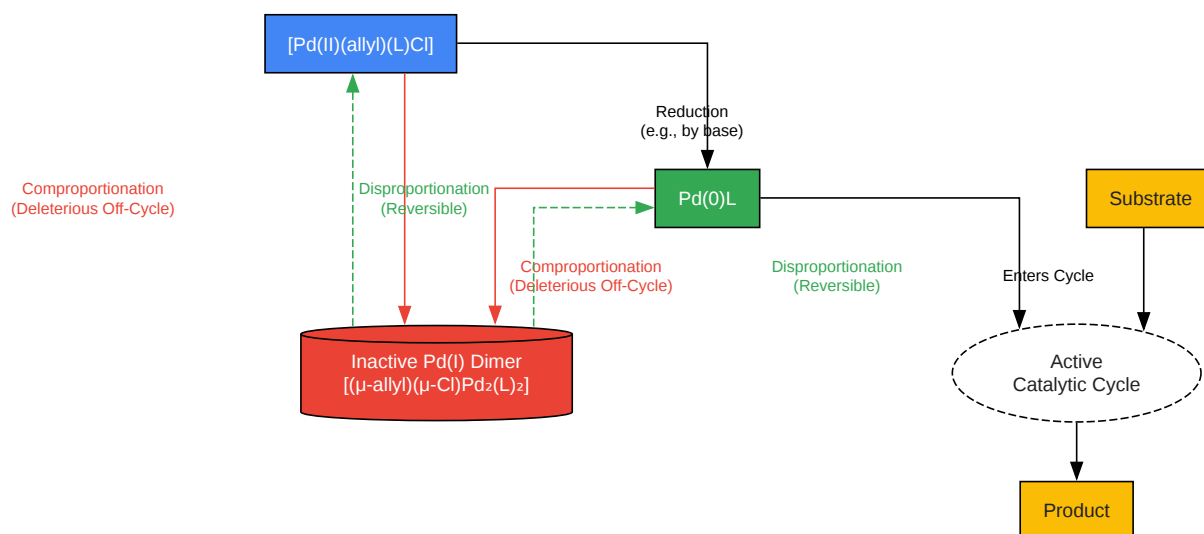 [Pd(II)(allyl)(L)Cl]
Reduction
(e.g., by base)
Comproportionation
(Deleterious Off-Cycle)
Disproportionation
(Reversible)
Pd(0)L
Substrate
Comproportionation
(Deleterious Off-Cycle)
Disproportionation
(Reversible)
Enters Cycle
Inactive Pd(I) Dimer
[(μ-allyl)(μ-Cl)Pd₂(L)₂]
Active
Catalytic Cycle
Product